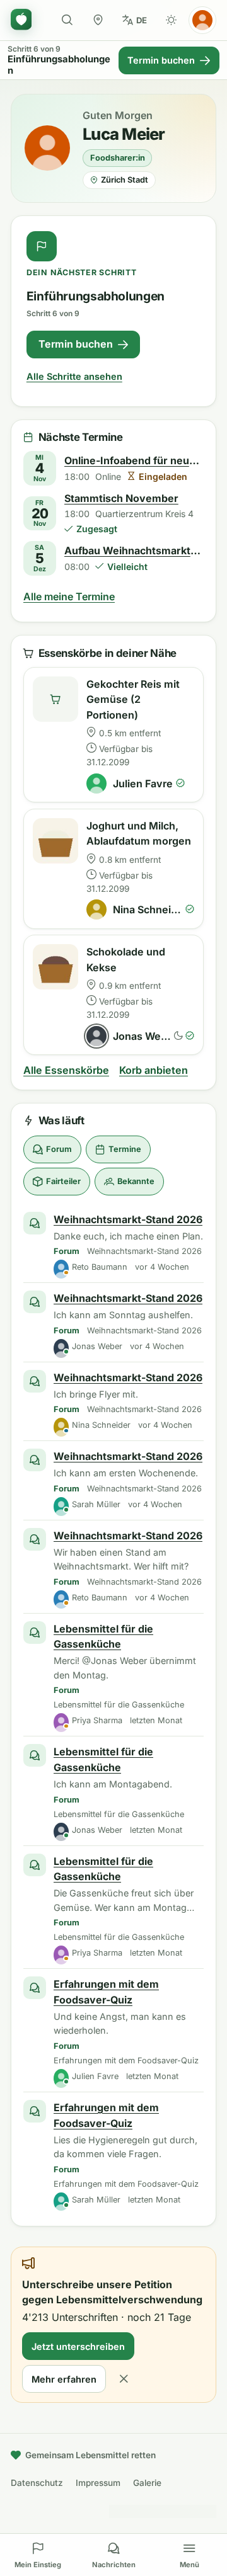 DE
Schritt 6 von 9
Einführungsabholunge
n
Termin buchen
Guten Morgen
Luca Meier
Foodsharer:in
Zürich Stadt
DEIN NÄCHSTER SCHRITT
Einführungsabholungen
Schritt 6 von 9
Termin buchen
Alle Schritte ansehen
Nächste Termine
MI
4
Nov
Online-Infoabend für neu…
18:00 Online Eingeladen
FR
20
Nov
Stammtisch November
18:00 Quartierzentrum Kreis 4
Zugesagt
SA
5
Dez
Aufbau Weihnachtsmarkt…
08:00 Vielleicht
Alle meine Termine
Essenskörbe in deiner Nähe
Gekochter Reis mit
Gemüse (2
Portionen)
0.5 km entfernt
Verfügbar bis
31.12.2099
Julien Favre
Joghurt und Milch,
Ablaufdatum morgen
0.8 km entfernt
Verfügbar bis
31.12.2099
Nina Schnei…
Schokolade und
Kekse
0.9 km entfernt
Verfügbar bis
31.12.2099
Jonas We…
Alle Essenskörbe Korb anbieten
Was läuft
Forum Termine
Fairteiler Bekannte
Weihnachtsmarkt-Stand 2026
Danke euch, ich mache einen Plan.
Forum Weihnachtsmarkt-Stand 2026
Reto Baumann vor 4 Wochen
Weihnachtsmarkt-Stand 2026
Ich kann am Sonntag aushelfen.
Forum Weihnachtsmarkt-Stand 2026
Jonas Weber vor 4 Wochen
Weihnachtsmarkt-Stand 2026
Ich bringe Flyer mit.
Forum Weihnachtsmarkt-Stand 2026
Nina Schneider vor 4 Wochen
Weihnachtsmarkt-Stand 2026
Ich kann am ersten Wochenende.
Forum Weihnachtsmarkt-Stand 2026
Sarah Müller vor 4 Wochen
Weihnachtsmarkt-Stand 2026
Wir haben einen Stand am
Weihnachtsmarkt. Wer hilft mit?
Forum Weihnachtsmarkt-Stand 2026
Reto Baumann vor 4 Wochen
Lebensmittel für die
Gassenküche
Merci! @Jonas Weber übernimmt
den Montag.
Forum
Lebensmittel für die Gassenküche
Priya Sharma letzten Monat
Lebensmittel für die
Gassenküche
Ich kann am Montagabend.
Forum
Lebensmittel für die Gassenküche
Jonas Weber letzten Monat
Lebensmittel für die
Gassenküche
Die Gassenküche freut sich über
Gemüse. Wer kann am Montag…
Forum
Lebensmittel für die Gassenküche
Priya Sharma letzten Monat
Erfahrungen mit dem
Foodsaver-Quiz
Und keine Angst, man kann es
wiederholen.
Forum
Erfahrungen mit dem Foodsaver-Quiz
Julien Favre letzten Monat
Erfahrungen mit dem
Foodsaver-Quiz
Lies die Hygieneregeln gut durch,
da kommen viele Fragen.
Forum
Erfahrungen mit dem Foodsaver-Quiz
Sarah Müller letzten Monat
Unterschreibe unsere Petition
gegen Lebensmittelverschwendung
4'213 Unterschriften · noch 21 Tage
Jetzt unterschreiben
Mehr erfahren
Gemeinsam Lebensmittel retten
Datenschutz Impressum Galerie
Mein Einstieg Nachrichten Menü